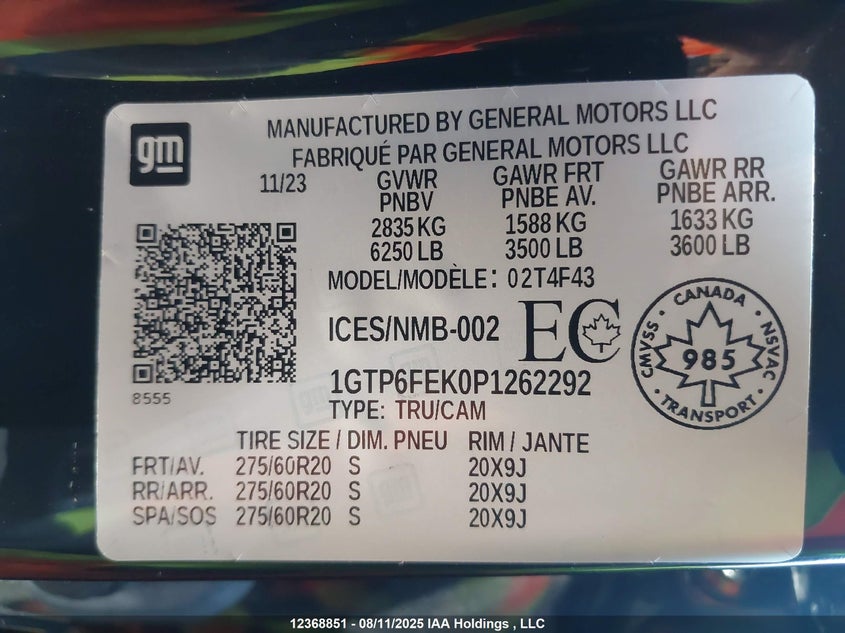 gm
MANUFACTURED BY GENERAL MOTORS LLC
FABRIQUÉ PAR GENERAL MOTORS LLC
11/23 GVWR GAWR FRT GAWR RR
PNBV PNBE AV. PNBE ARR.
2835 KG 1588 KG 1633 KG
6250 LB 3500 LB 3600 LB
MODEL/MODÈLE: 02T4F43
ICES/NMB-002 EC
CANADA
CMVSS 985 NSVAC
TRANSPORT
1GTP6FEK0P1262292
8555 TYPE: TRU/CAM
TIRE SIZE / DIM. PNEU RIM / JANTE
FRT/AV. 275/60R20 S 20X9J
RR/ARR. 275/60R20 S 20X9J
SPA/SOS 275/60R20 S 20X9J
12368851 - 08/11/2025 IAA Holdings , LLC